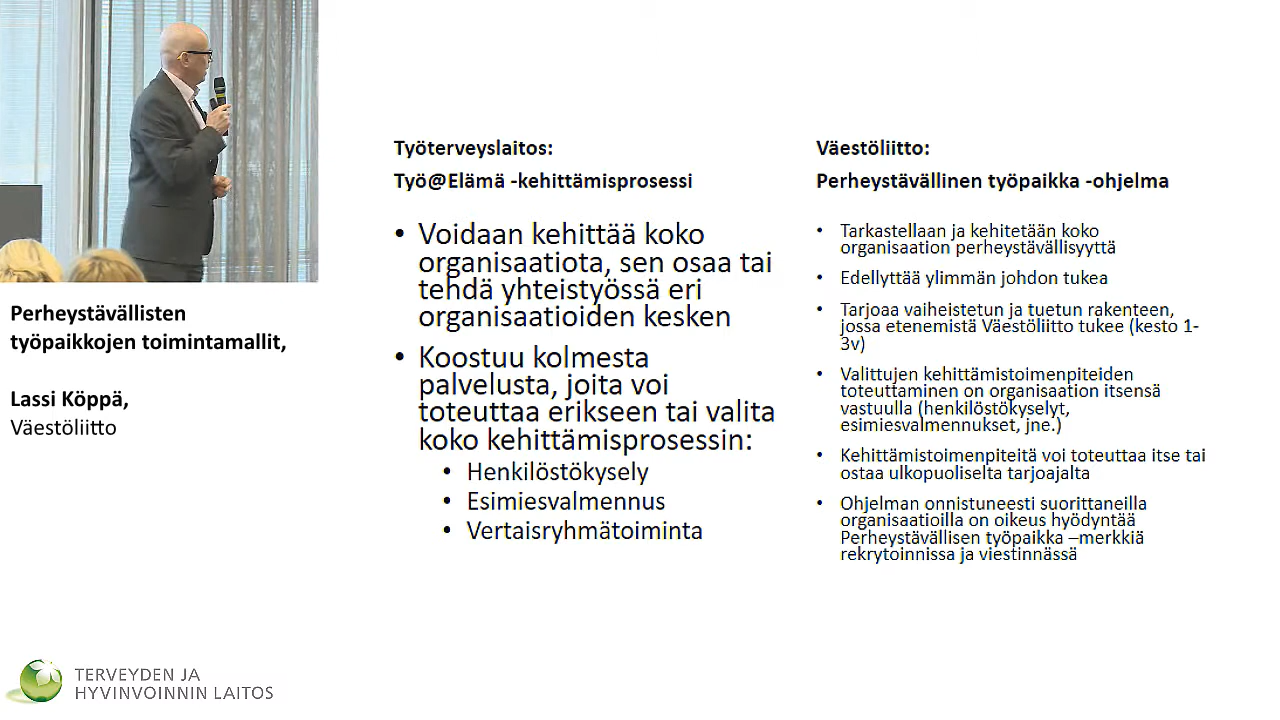 Perheystävällisten
työpaikkojen toimintamallit,
Lassi Köppä,
Väestöliitto
TERVEYDEN JA
HYVINVOINNIN LAITOS
Työterveyslaitos:
Työ@Elämä -kehittämisprosessi
• Voidaan kehittää koko
organisaatiota, sen osaa tai
tehdä yhteistyössä eri
organisaatioiden kesken
• Koostuu kolmesta
palvelusta, joita voi
toteuttaa erikseen tai valita
koko kehittämisprosessin:
• Henkilöstökysely
• Esimiesvalmennus
• Vertaisryhmätoiminta
Väestöliitto:
Perheystävällinen työpaikka -ohjelma
• Tarkastellaan ja kehitetään koko
organisaation perheystävällisyyttä
• Edellyttää ylimmän johdon tukea
• Tarjoaa vaiheistetun ja tuetun rakenteen,
jossa etenemistä Väestöliitto tukee (kesto 1-
3v)
• Valittujen kehittämistoimenpiteiden
toteuttaminen on organisaation itsensä
vastuulla (henkilöstökyselyt,
esimiesvalmennukset, jne.)
• Kehittämistoimenpiteitä voi toteuttaa itse tai
ostaa ulkopuoliselta tarjoajalta
• Ohjelman onnistuneesti suorittaneilla
organisaatioilla on oikeus hyödyntää
Perheystävällisen työpaikka –merkkiä
rekrytoinnissa ja viestinnässä